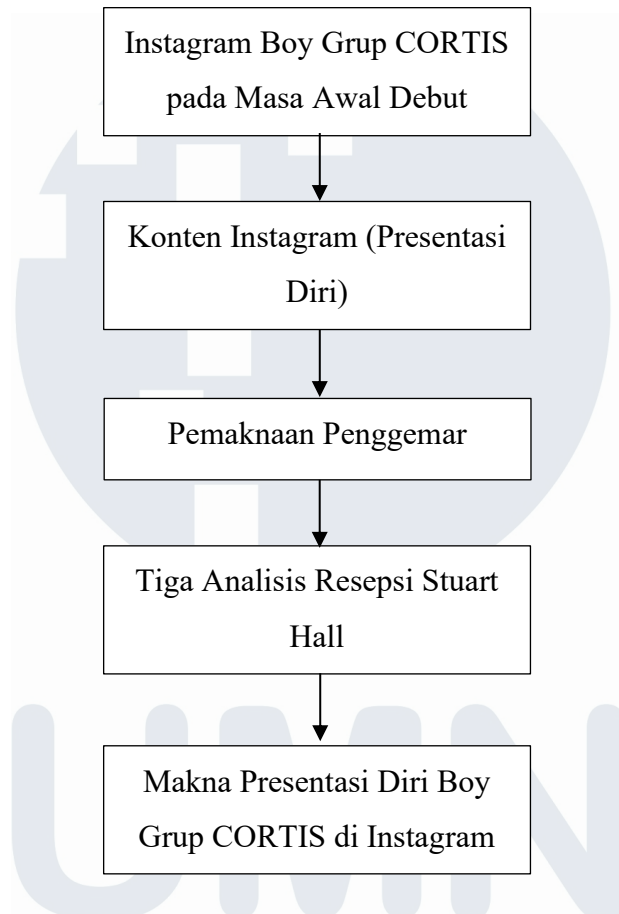 Instagram Boy Grup CORTIS
pada Masa Awal Debut
Konten Instagram (Presentasi
Diri)
Pemaknaan Penggemar
Tiga Analisis Resepsi Stuart
Hall
Makna Presentasi Diri Boy
Grup CORTIS di Instagram
UMN